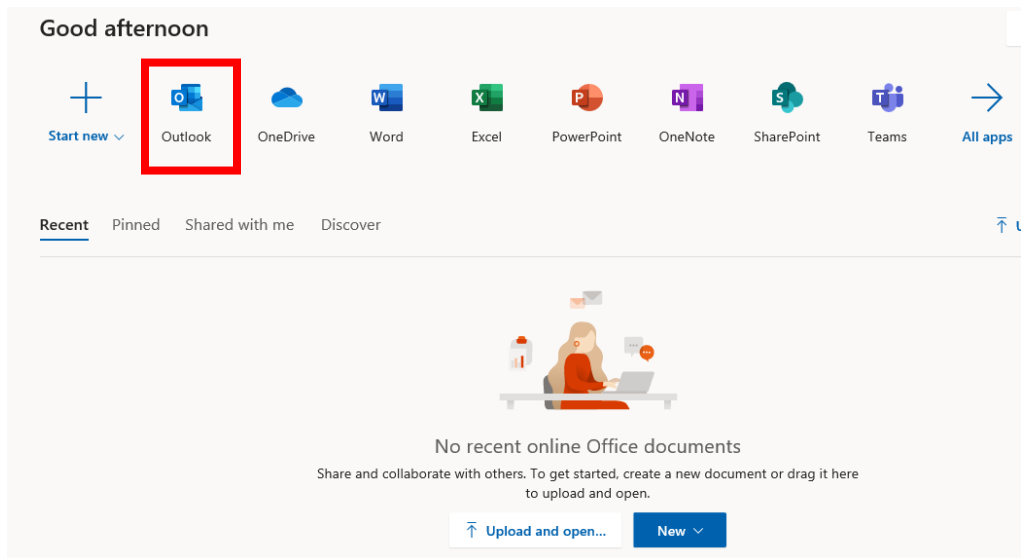 Good afternoon
Start new
Outlook
OneDrive
Word
Excel
PowerPoint
OneNote
SharePoint
Teams
All apps
Recent Pinned Shared with me Discover
No recent online Office documents
Share and collaborate with others. To get started, create a new document or drag it here
to upload and open.
Upload and open... New